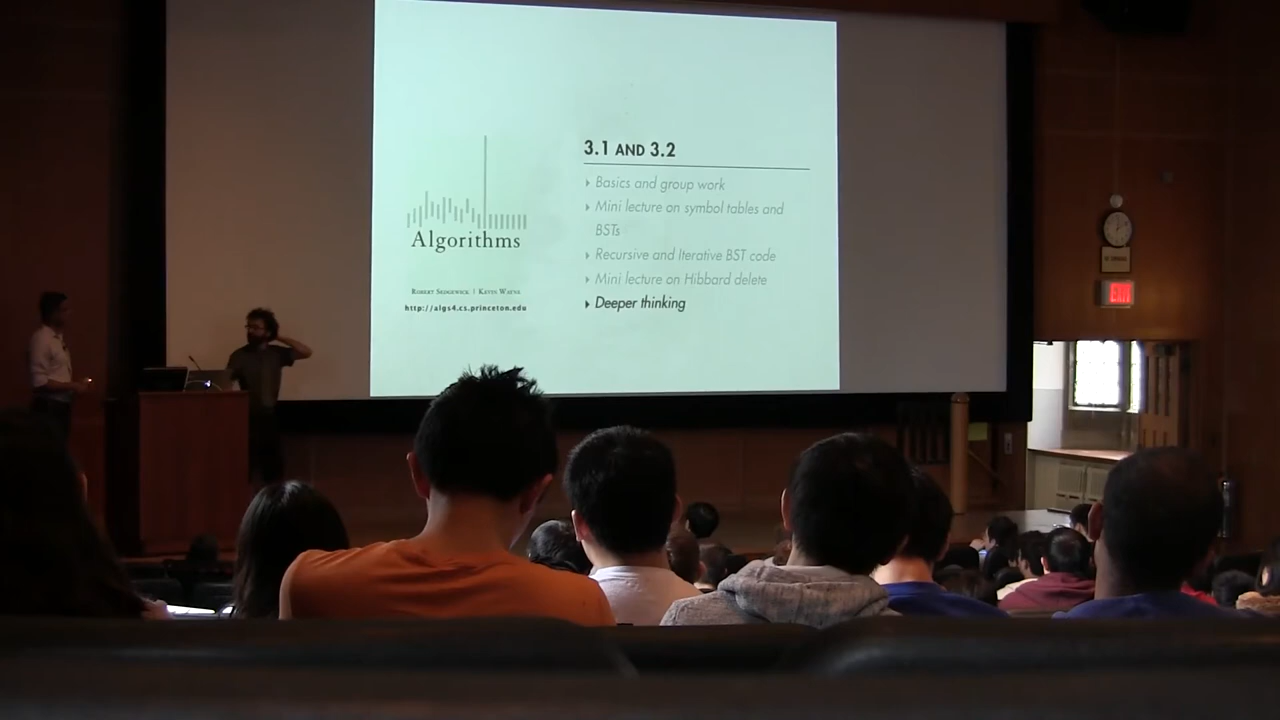 3.1 AND 3.2
▸ Basics and group work
▸ Mini lecture on symbol tables and
BSTs
▸ Recursive and Iterative BST code
▸ Mini lecture on Hibbard delete
▸ Deeper thinking
Algorithms
ROBERT SEDGEWICK | KEVIN WAYNE
http://algs4.cs.princeton.edu
EXIT